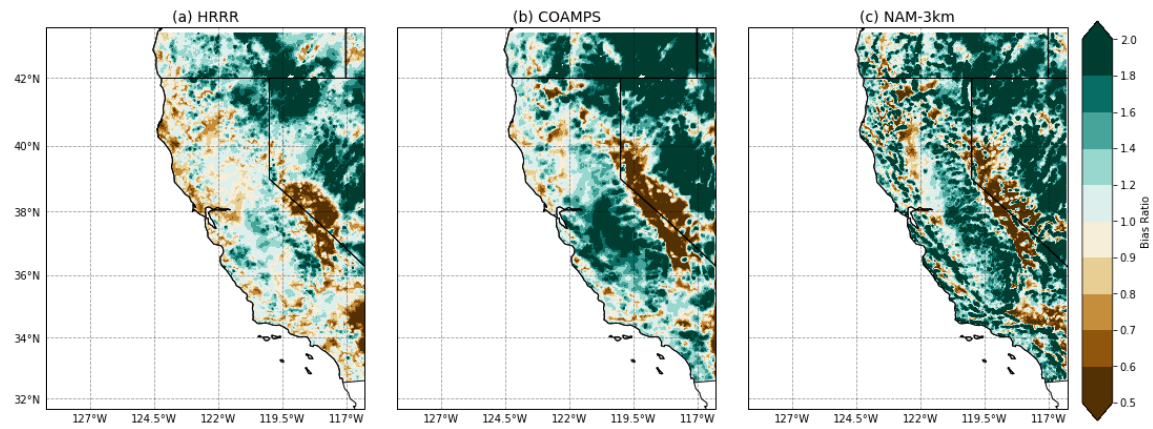 (a) HRRR
(b) COAMPS
(c) NAM-3km
42°N
40°N
38°N
36°N
34°N
32°N
127°W 124.5°W 122°W 119.5°W 117°W
127°W 124.5°W 122°W 119.5°W 117°W
127°W 124.5°W 122°W 119.5°W 117°W
2.0
1.8
1.6
1.4
1.2
1.0
0.9
0.8
0.7
0.6
0.5
Bias Ratio